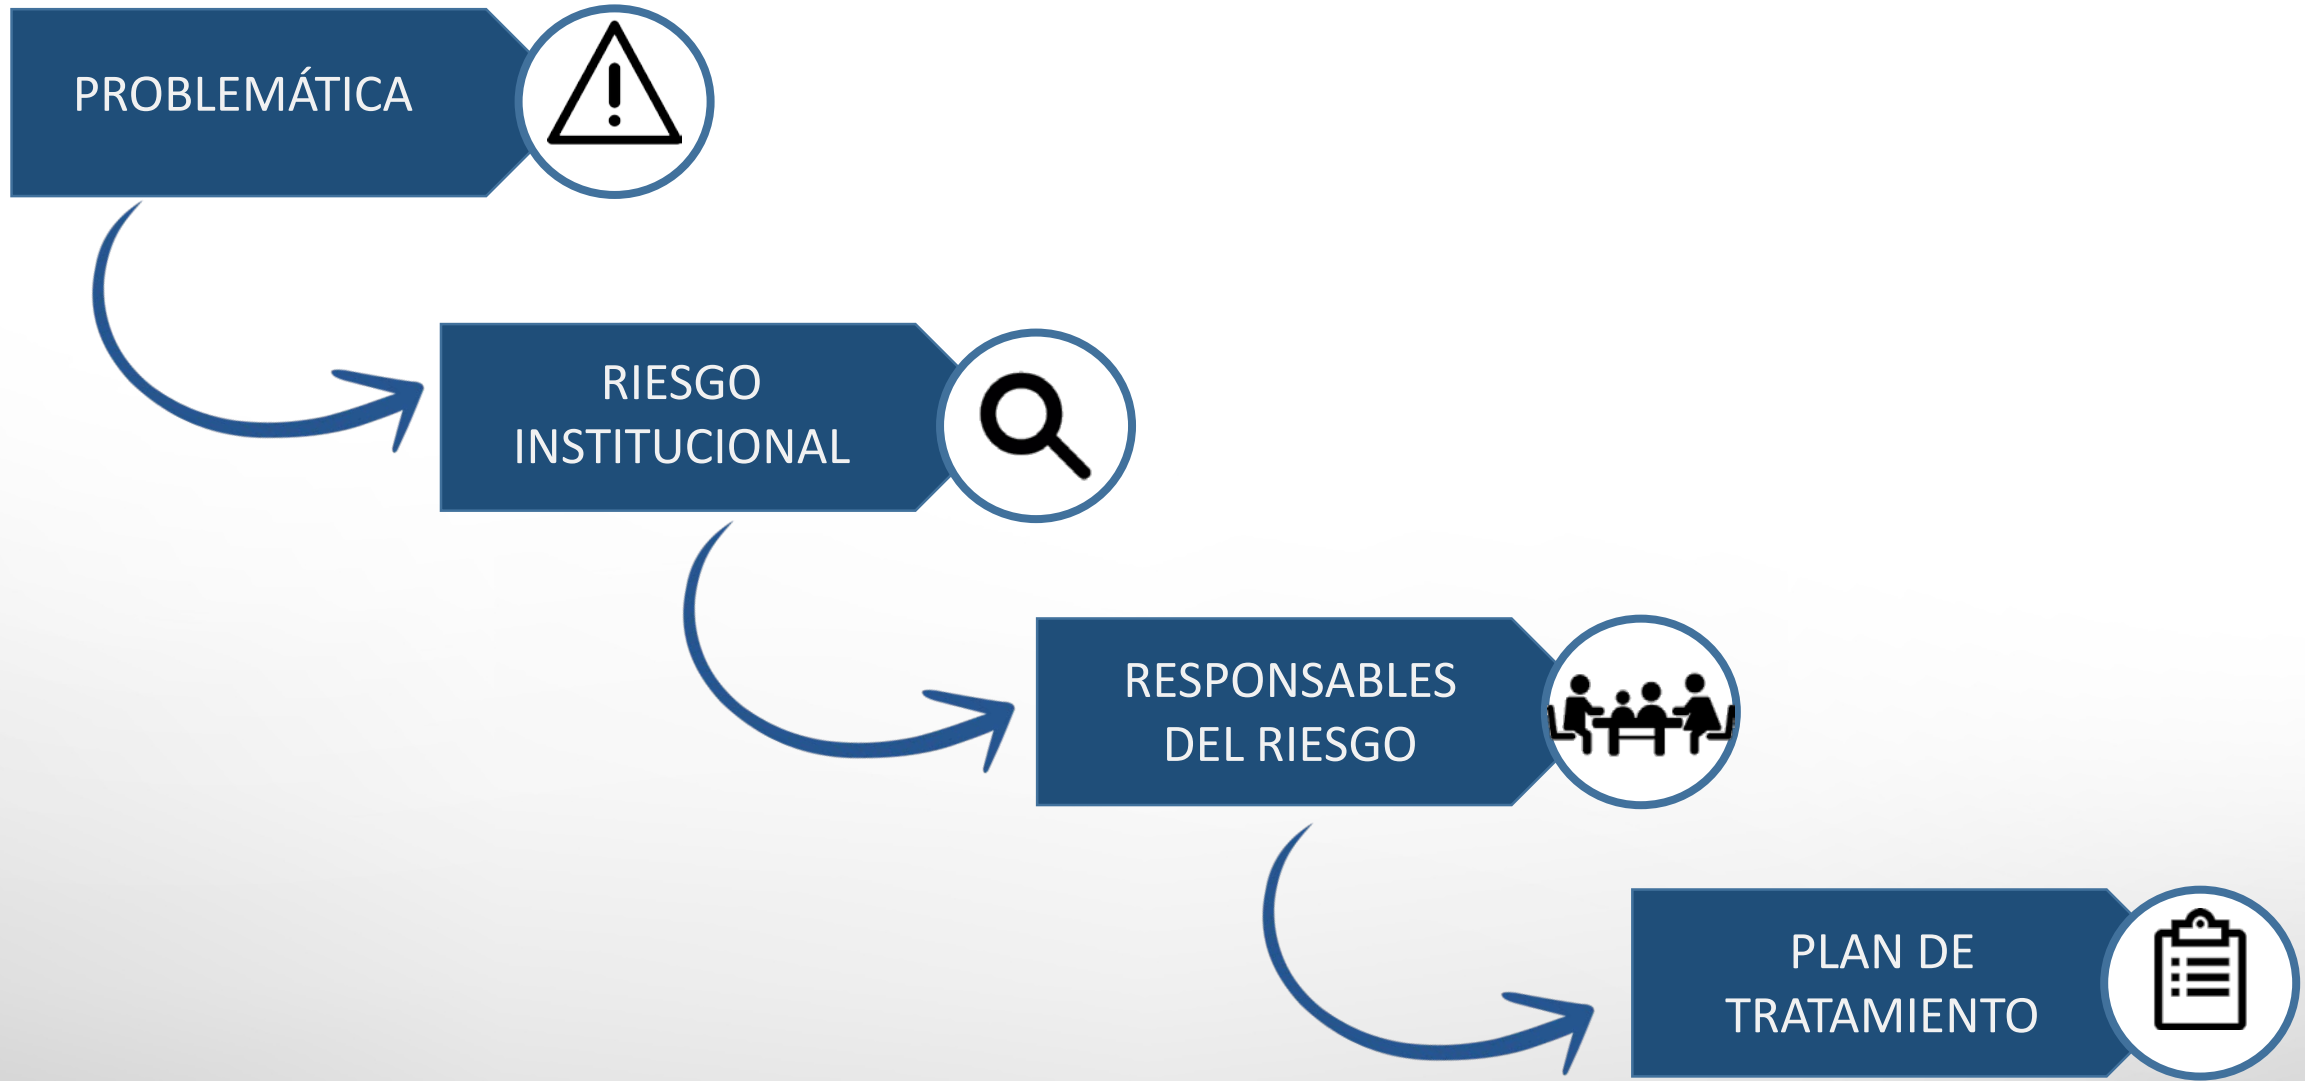 PROBLEMÁTICA
RIESGO
INSTITUCIONAL
RESPONSABLES
DEL RIESGO
PLAN DE
TRATAMIENTO